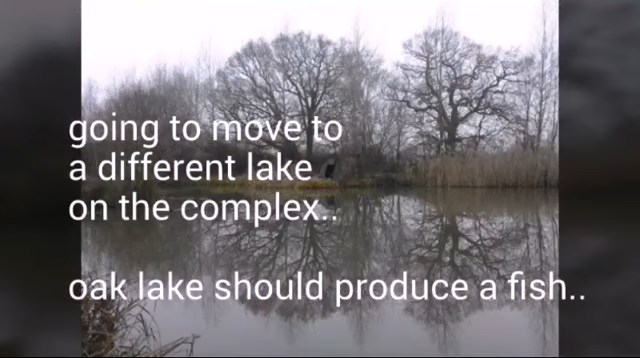 going to move to
a different lake
on the complex..
oak lake should produce a fish..